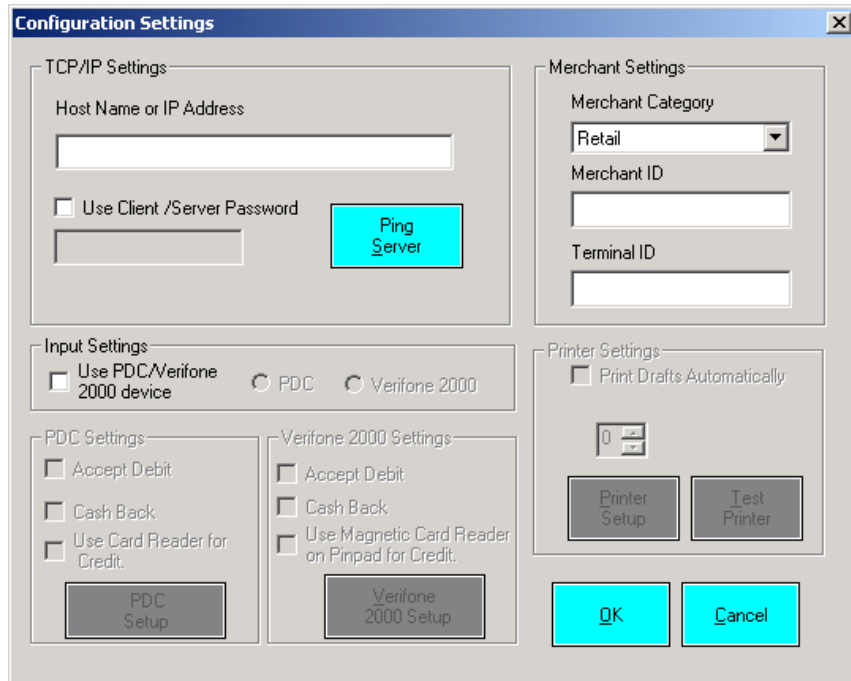 Configuration Settings
TCP/IP Settings
Host Name or IP Address
Use Client /Server Password
Ping
Server
Merchant Settings
Merchant Category
Retail
Merchant ID
Terminal ID
Input Settings
Use PDC/Verifone
2000 device
PDC
Verifone 2000
Printer Settings
Print Drafts Automatically
0
Printer
Setup
Test
Printer
PDC Settings
Accept Debit
Cash Back
Use Card Reader for
Credit.
PDC
Setup
Verifone 2000 Settings
Accept Debit
Cash Back
Use Magnetic Card Reader
on Pinpad for Credit.
Verifone
2000 Setup
OK
Cancel